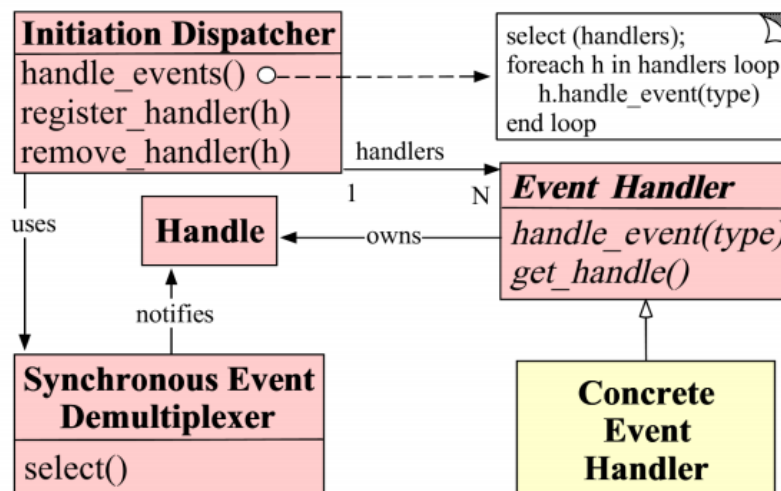 Initiation Dispatcher
handle_events()
register_handler(h)
remove_handler(h)
select (handlers);
foreach h in handlers loop
h.handle_event(type)
end loop
handlers
1
N
uses
Handle
owns
Event Handler
handle_event(type)
get_handle()
notifies
Synchronous Event
Demultiplexer
select()
Concrete
Event
Handler